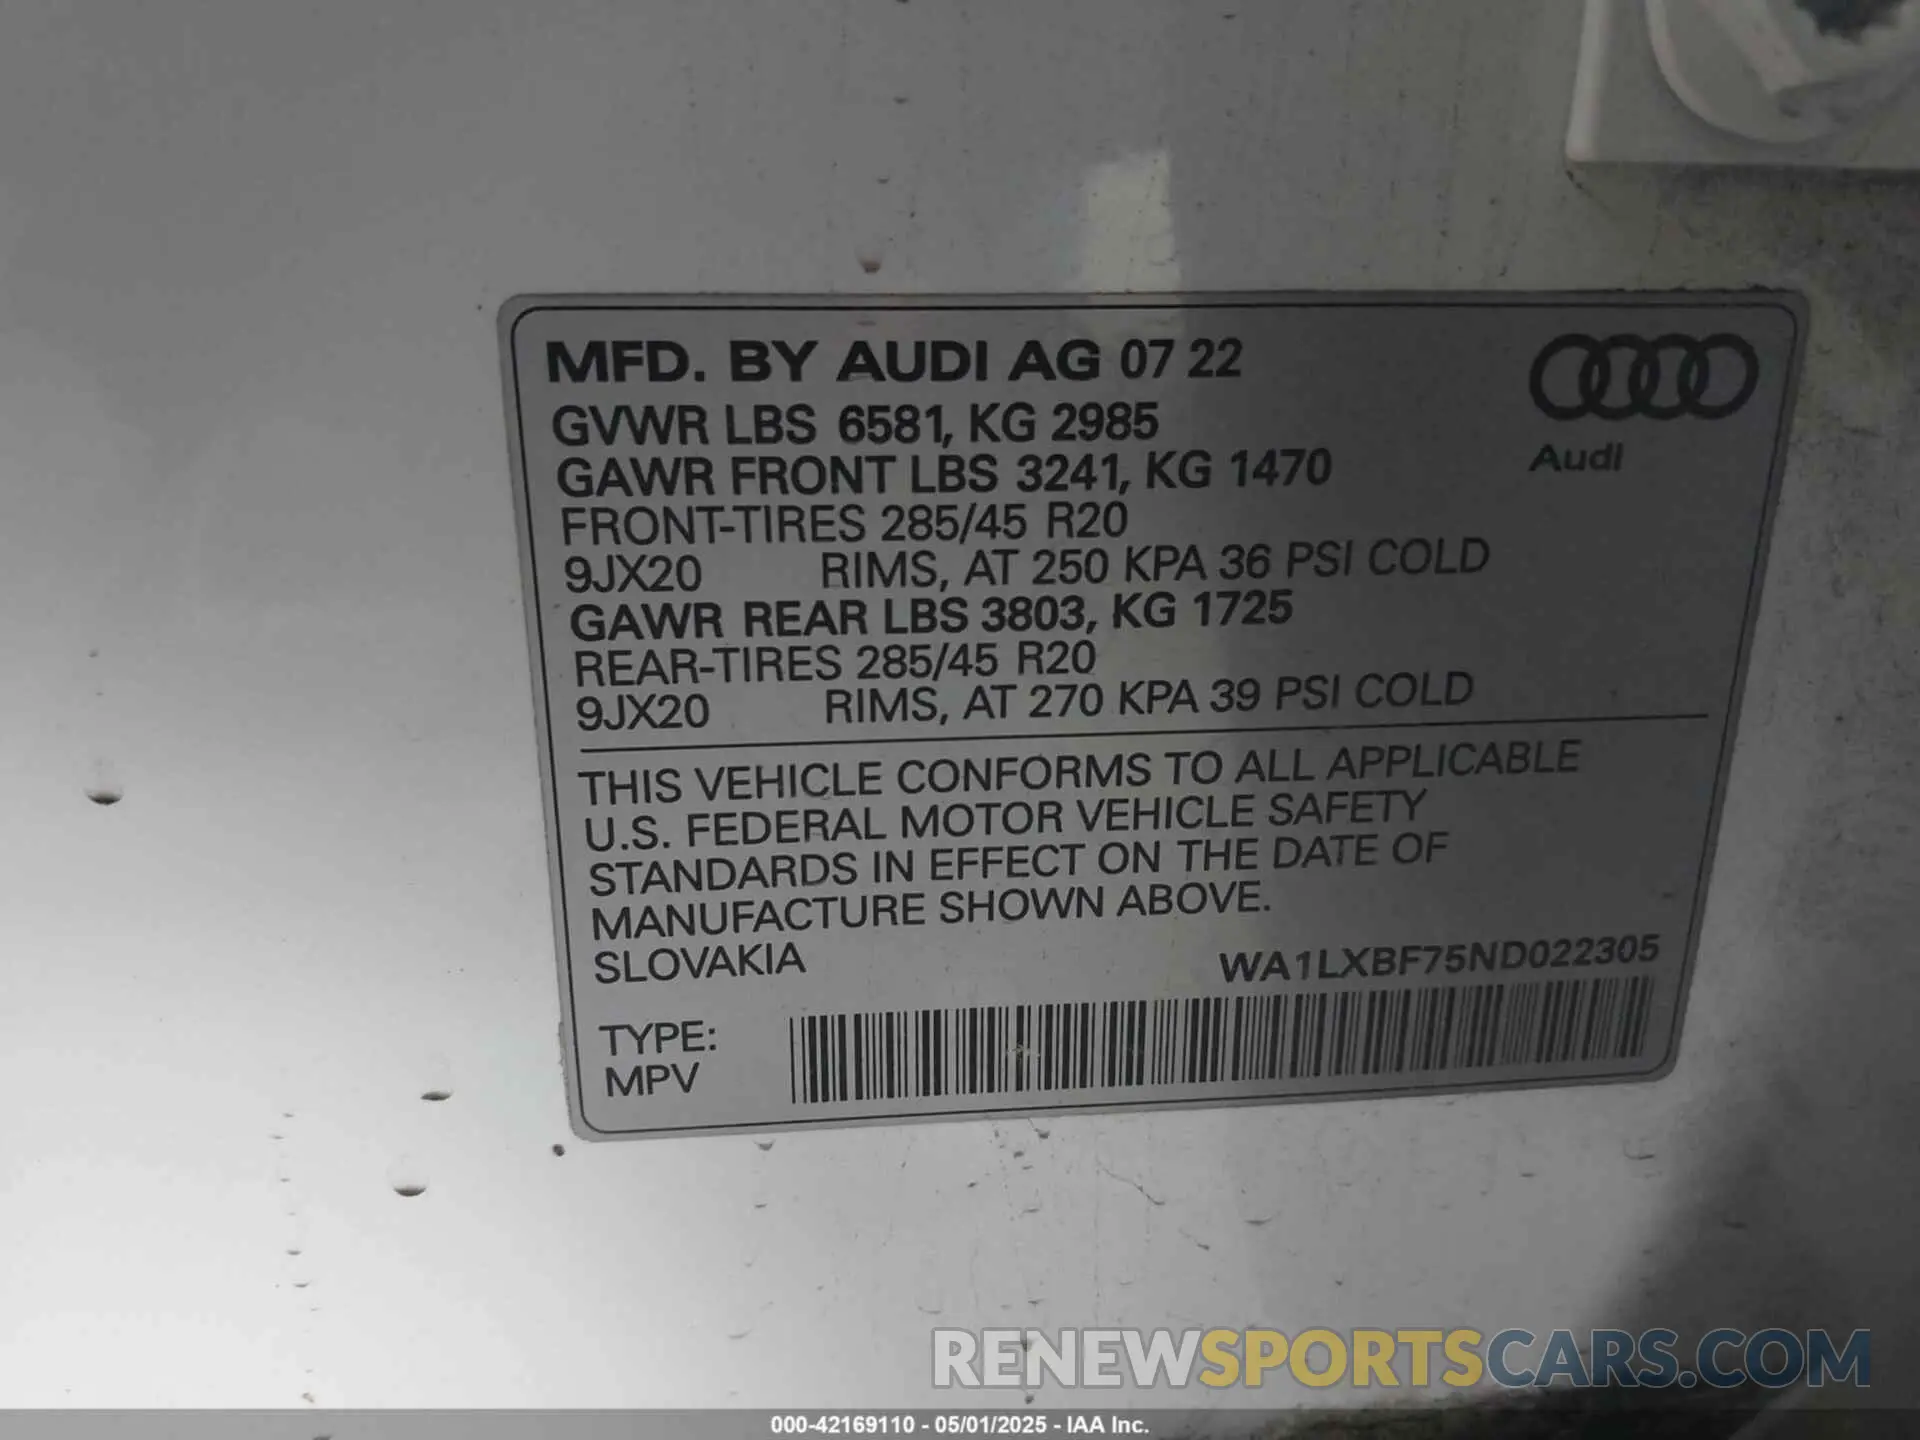 MFD. BY AUDI AG 07 22
GVWR LBS 6581, KG 2985
GAWR FRONT LBS 3241, KG 1470
FRONT-TIRES 285/45 R20
9JX20 RIMS, AT 250 KPA 36 PSI COLD
GAWR REAR LBS 3803, KG 1725
REAR-TIRES 285/45 R20
9JX20 RIMS, AT 270 KPA 39 PSI COLD
Audi
THIS VEHICLE CONFORMS TO ALL APPLICABLE
U.S. FEDERAL MOTOR VEHICLE SAFETY
STANDARDS IN EFFECT ON THE DATE OF
MANUFACTURE SHOWN ABOVE.
SLOVAKIA WA1LXBF75ND022305
TYPE:
MPV
RENEWSPORTSCARS.COM
000-42169110 - 05/01/2025 - IAA Inc.